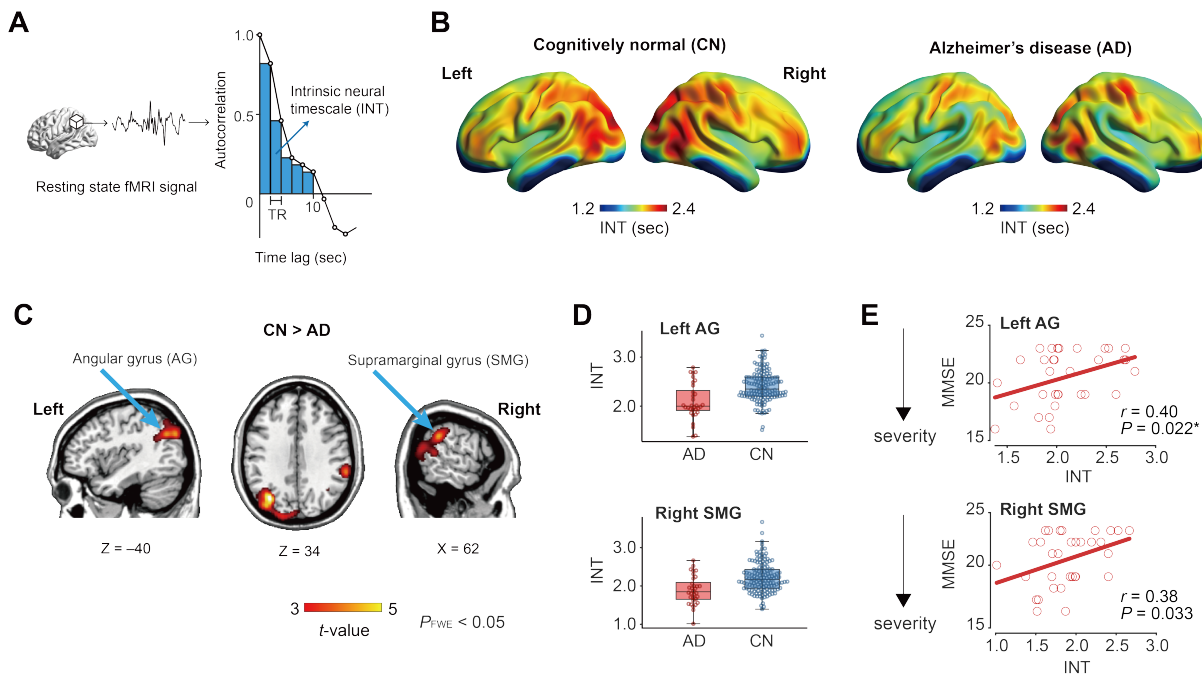 A
1.0
0.5
0
Autocorrelation
Intrinsic neural
timescale (INT)
Resting state fMRI signal
TR
10
Time lag (sec)
B
Cognitively normal (CN)
Left
Right
1.2
2.4
INT (sec)
Alzheimer's disease (AD)
1.2
2.4
INT (sec)
C
CN > AD
Angular gyrus (AG)
Supramarginal gyrus (SMG)
Left
Right
Z = –40
Z = 34
X = 62
3
5
t-value
PFWE < 0.05
D
Left AG
INT
3.0
2.0
AD
CN
Right SMG
INT
3.0
2.0
1.0
AD
CN
E
severity
Left AG
MMSE
25
20
15
r = 0.40
P = 0.022*
1.5
2.0
2.5
3.0
INT
severity
Right SMG
MMSE
25
20
15
r = 0.38
P = 0.033
1.0
1.5
2.0
2.5
3.0
INT